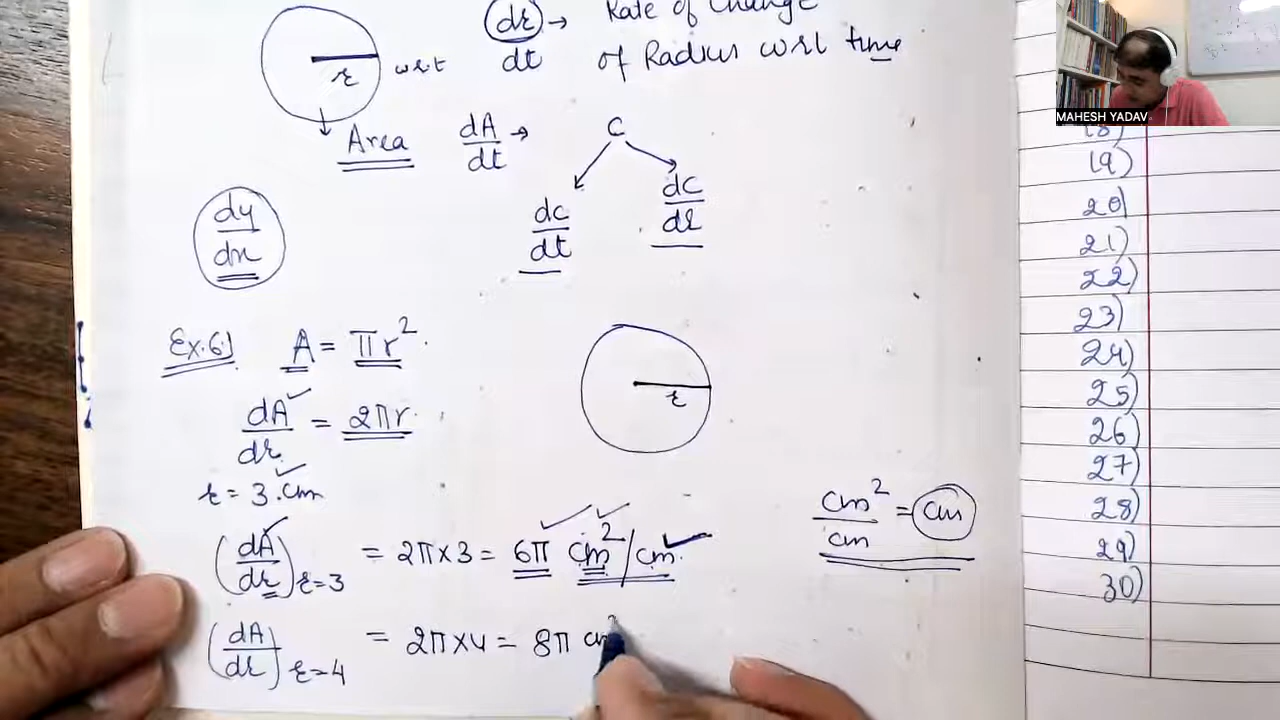 dr/dt → Rate of Change
of Radius wrt time
r wrt
Area dA/dt →
C
dc/dt dc/dr
dy/dx
Ex.6) A = πr²
dA/dr = 2πr
r
r = 3 cm
(dA/dr) r=3 = 2π×3 = 6π cm²/cm
cm²/cm = cm
(dA/dr) r=4 = 2π×4 = 8π cm²
MAHESH YADAV
18)
19)
20)
21)
22)
23)
24)
25)
26)
27)
28)
29)
30)